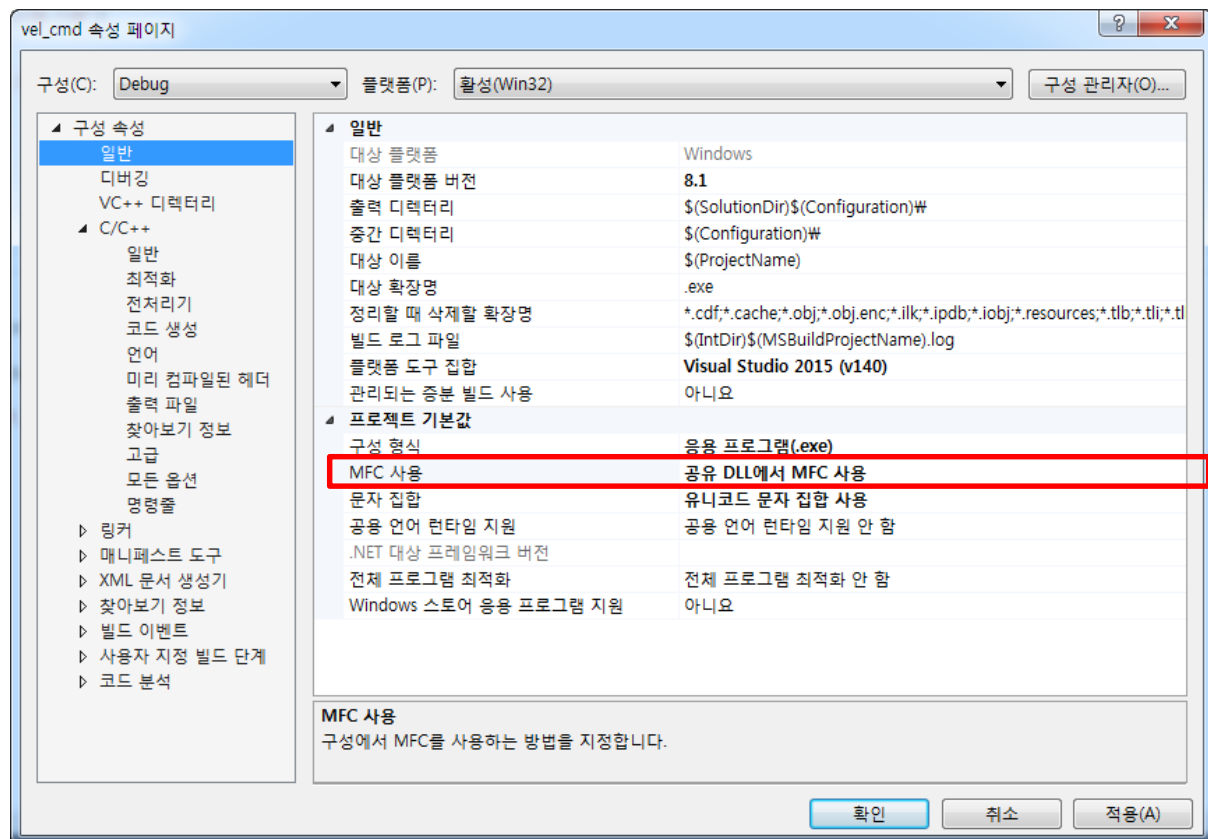 vel_cmd 속성 페이지
구성(C): Debug 플랫폼(P): 활성(Win32) 구성 관리자(O)...
구성 속성
일반
디버깅
VC++ 디렉터리
C/C++
일반
최적화
전처리기
코드 생성
언어
미리 컴파일된 헤더
출력 파일
찾아보기 정보
고급
모든 옵션
명령줄
링커
매니페스트 도구
XML 문서 생성기
찾아보기 정보
빌드 이벤트
사용자 지정 빌드 단계
코드 분석
일반
대상 플랫폼 Windows
대상 플랫폼 버전 8.1
출력 디렉터리 $(SolutionDir)$(Configuration)₩
중간 디렉터리 $(Configuration)₩
대상 이름 $(ProjectName)
대상 확장명 .exe
정리할 때 삭제할 확장명 *.cdf;*.cache;*.obj;*.obj.enc;*.ilk;*.ipdb;*.iobj;*.resources;*.tlb;*.tli;*.tl
빌드 로그 파일 $(IntDir)$(MSBuildProjectName).log
플랫폼 도구 집합 Visual Studio 2015 (v140)
관리되는 증분 빌드 사용 아니요
프로젝트 기본값
구성 형식 응용 프로그램(.exe)
MFC 사용 공유 DLL에서 MFC 사용
문자 집합 유니코드 문자 집합 사용
공용 언어 런타임 지원 공용 언어 런타임 지원 안 함
.NET 대상 프레임워크 버전
전체 프로그램 최적화 전체 프로그램 최적화 안 함
Windows 스토어 응용 프로그램 지원 아니요
MFC 사용
구성에서 MFC를 사용하는 방법을 지정합니다.
확인 취소 적용(A)